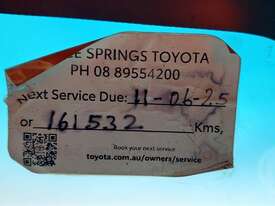 E SPRINGS TOYOTA
PH 08 89554200
Next Service Due: 11-06-25
or 161532 Kms,
Book your next service
toyota.com.au/owners/service